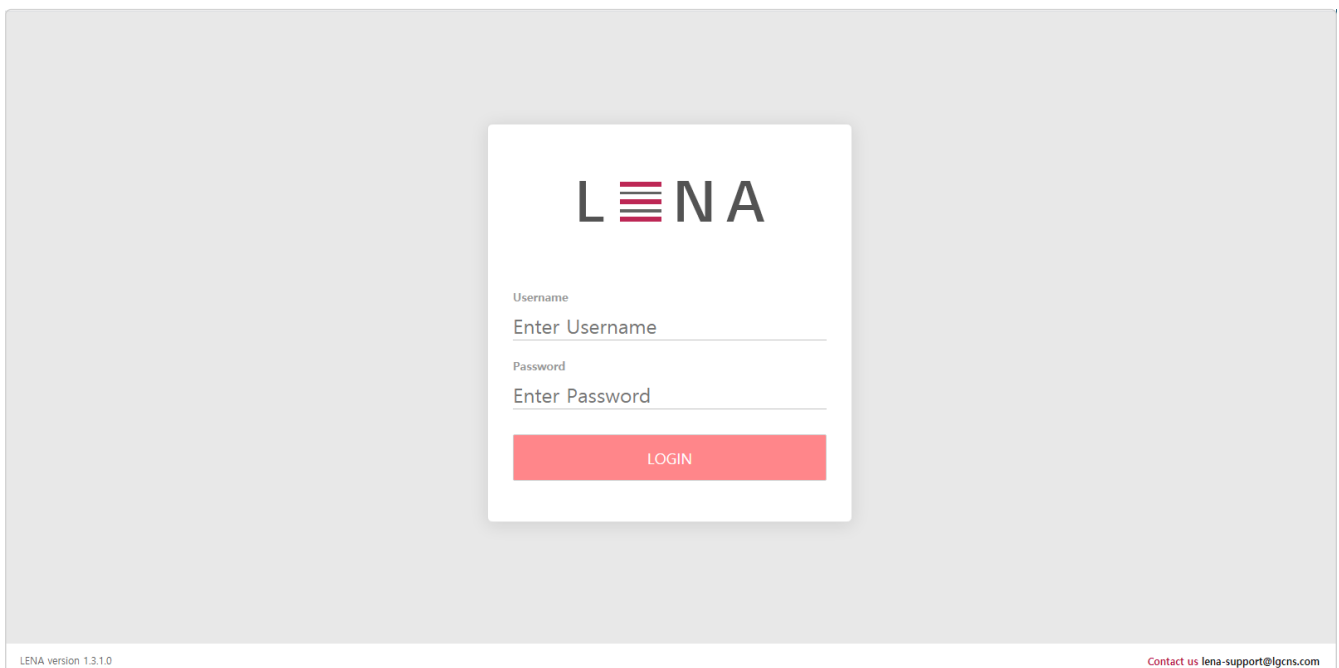 LENA
Username
Enter Username
Password
Enter Password
LOGIN
LENA version 1.3.1.0
Contact us lena-support@lgcns.com